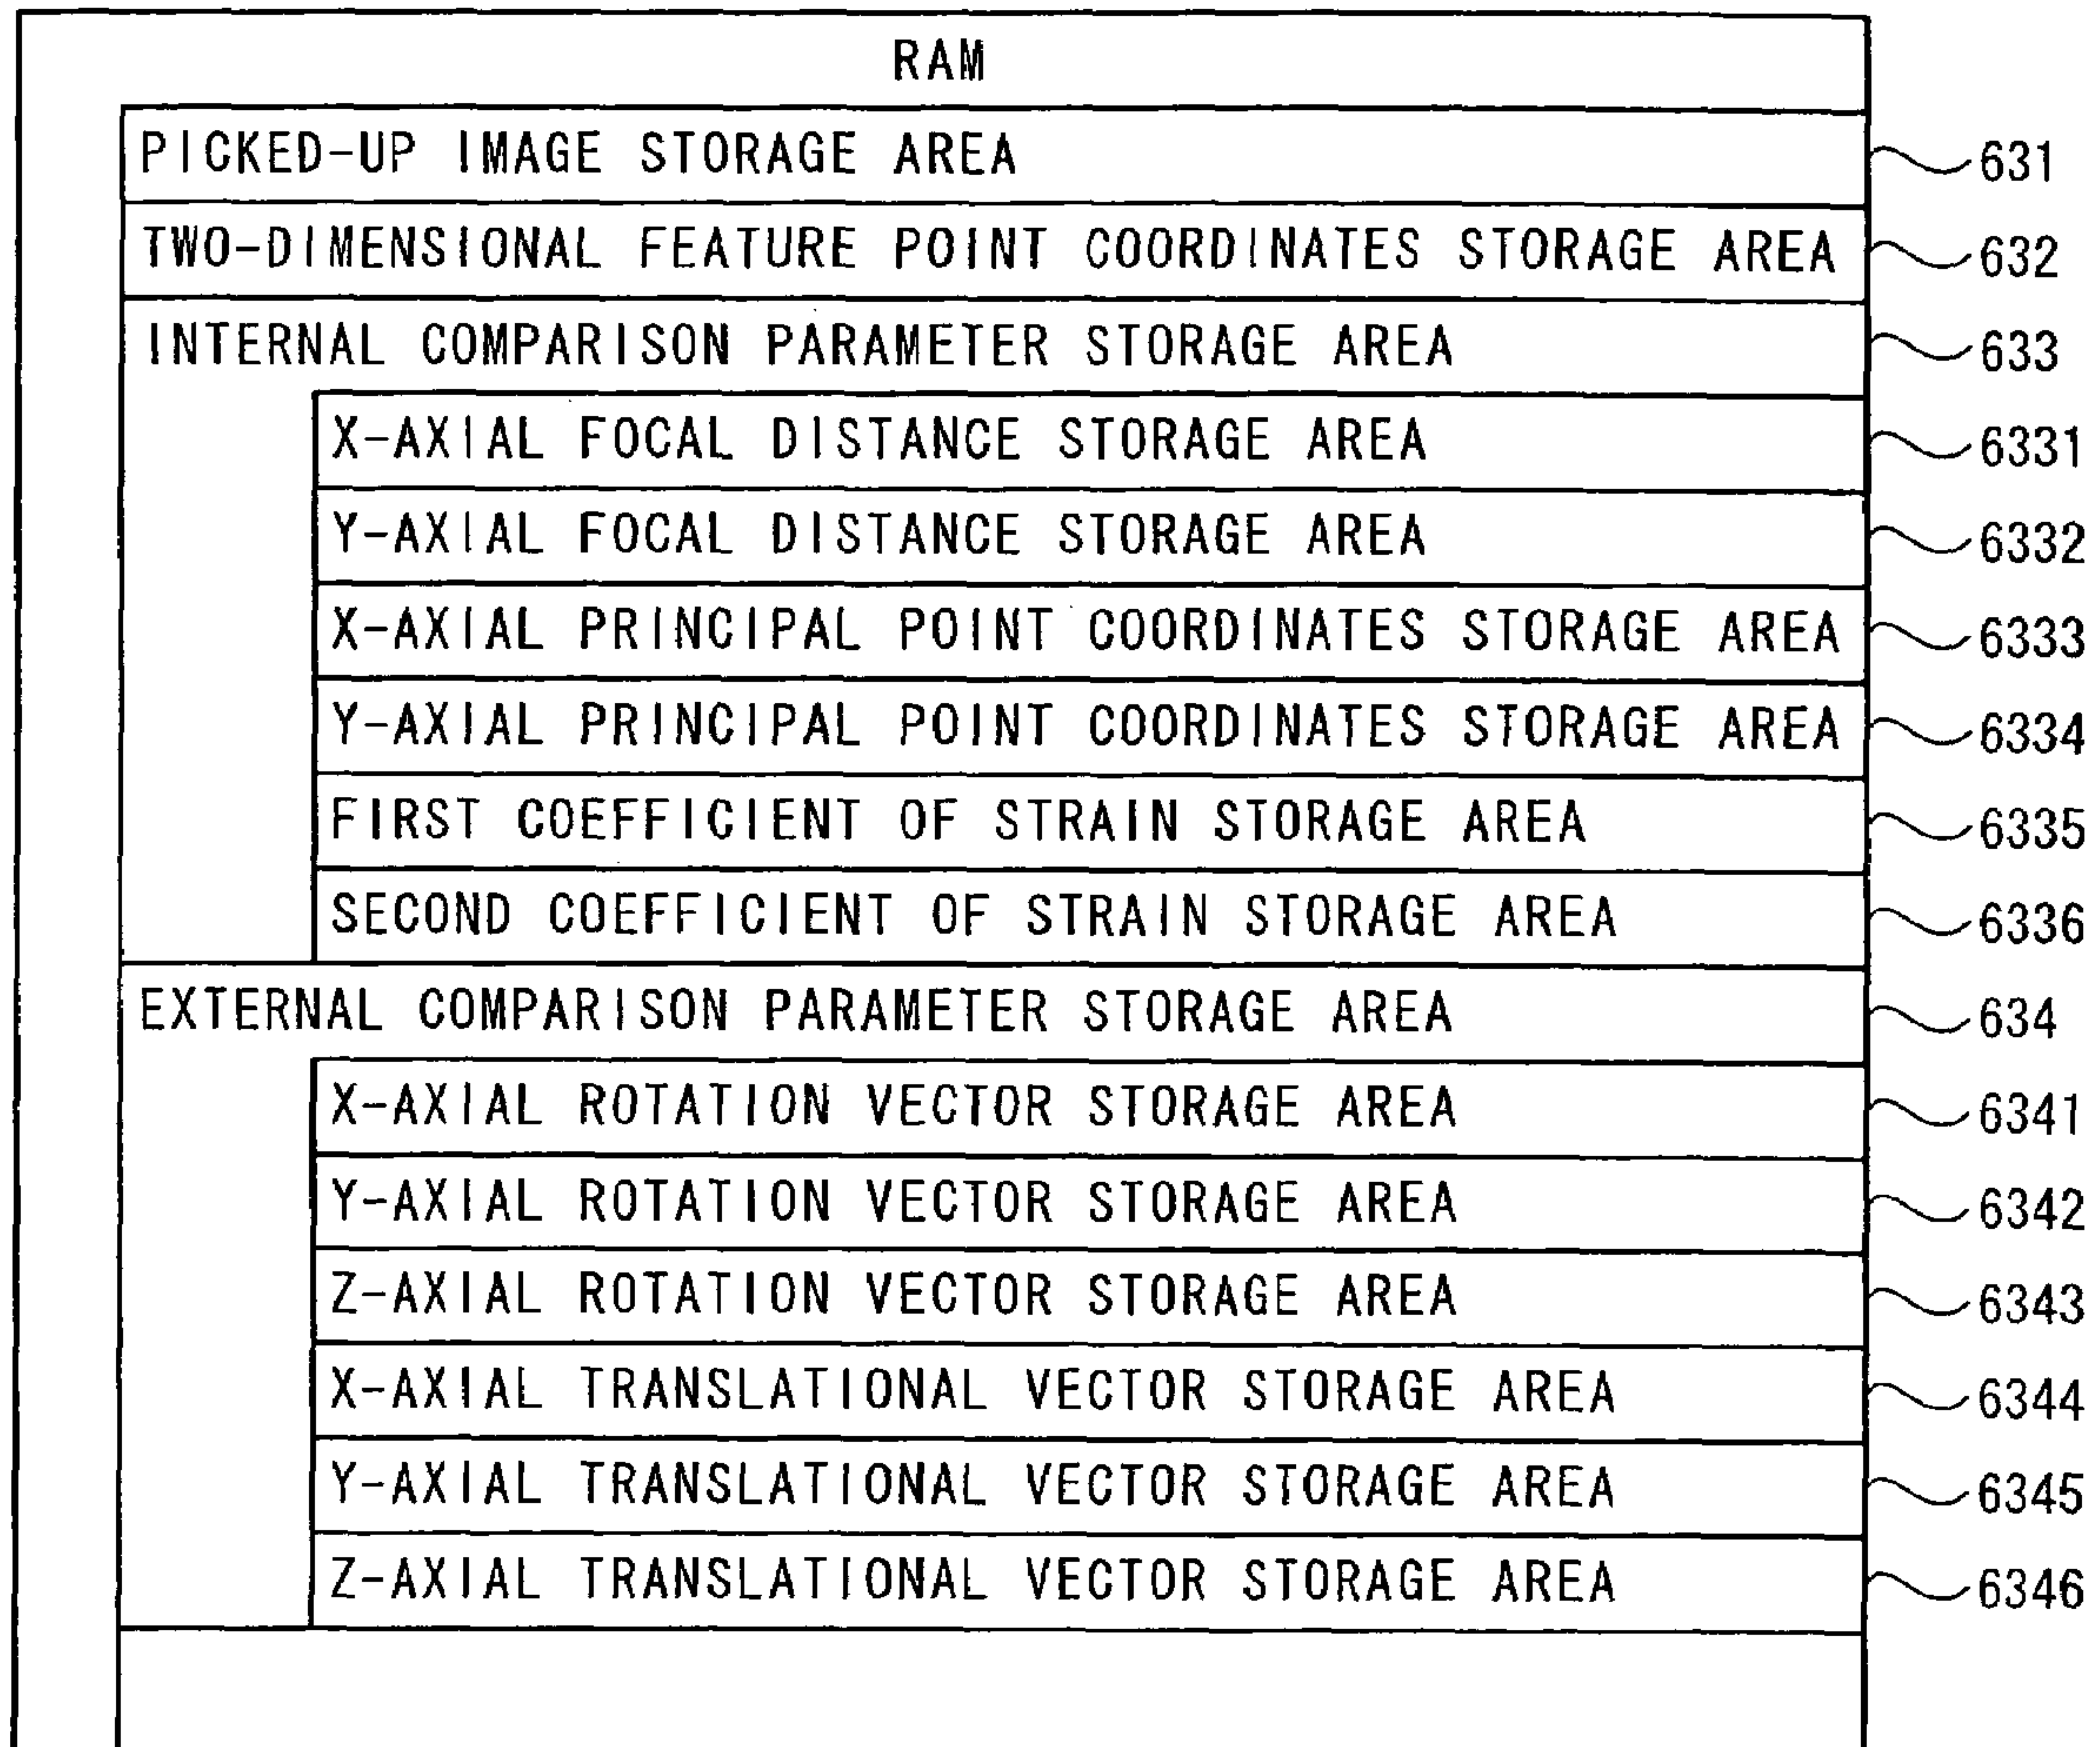 RAM
PICKED-UP IMAGE STORAGE AREA 631
TWO-DIMENSIONAL FEATURE POINT COORDINATES STORAGE AREA 632
INTERNAL COMPARISON PARAMETER STORAGE AREA 633
X-AXIAL FOCAL DISTANCE STORAGE AREA 6331
Y-AXIAL FOCAL DISTANCE STORAGE AREA 6332
X-AXIAL PRINCIPAL POINT COORDINATES STORAGE AREA 6333
Y-AXIAL PRINCIPAL POINT COORDINATES STORAGE AREA 6334
FIRST COEFFICIENT OF STRAIN STORAGE AREA 6335
SECOND COEFFICIENT OF STRAIN STORAGE AREA 6336
EXTERNAL COMPARISON PARAMETER STORAGE AREA 634
X-AXIAL ROTATION VECTOR STORAGE AREA 6341
Y-AXIAL ROTATION VECTOR STORAGE AREA 6342
Z-AXIAL ROTATION VECTOR STORAGE AREA 6343
X-AXIAL TRANSLATIONAL VECTOR STORAGE AREA 6344
Y-AXIAL TRANSLATIONAL VECTOR STORAGE AREA 6345
Z-AXIAL TRANSLATIONAL VECTOR STORAGE AREA 6346